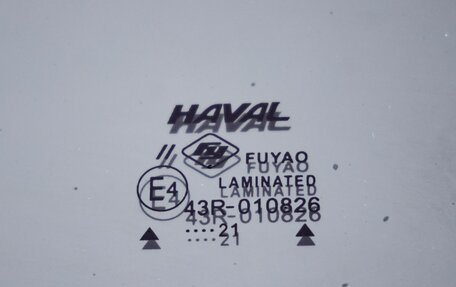 HAVAL
// FUYAO
E4 LAMINATED
43R-010826
....21